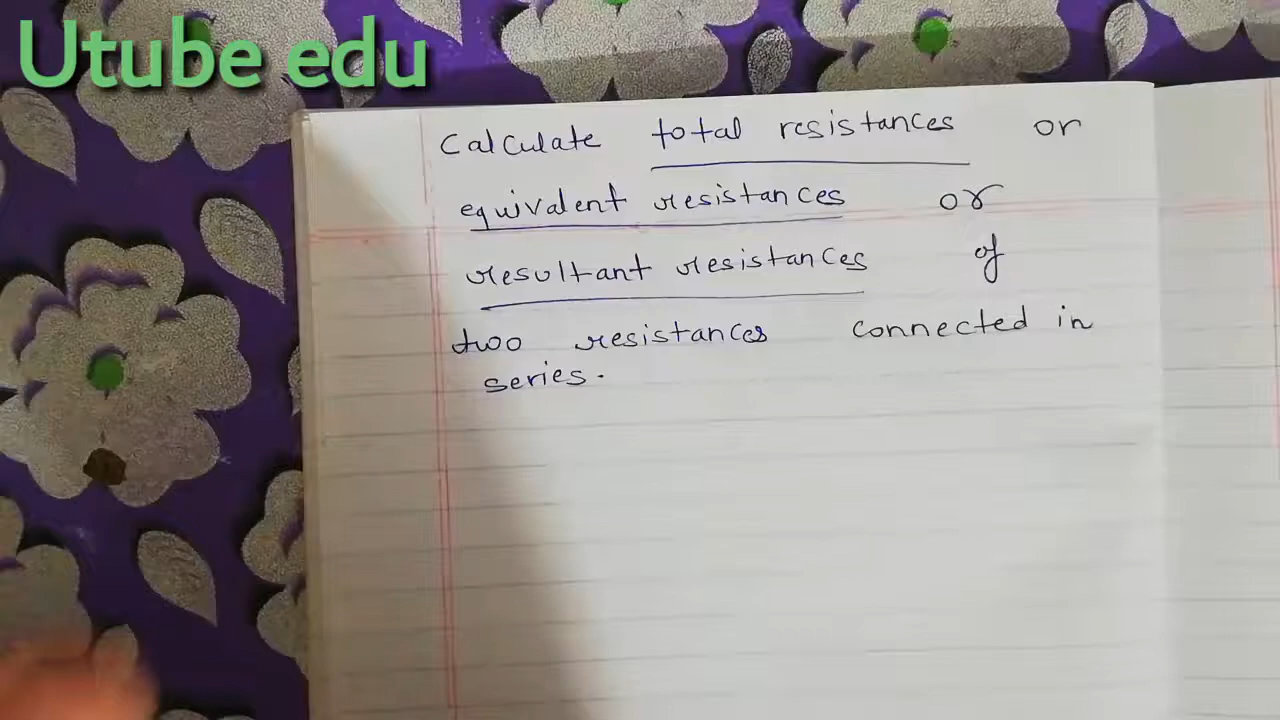 Utube edu
Calculate total resistances or
equivalent resistances or
resultant resistances of
two resistances connected in
series.